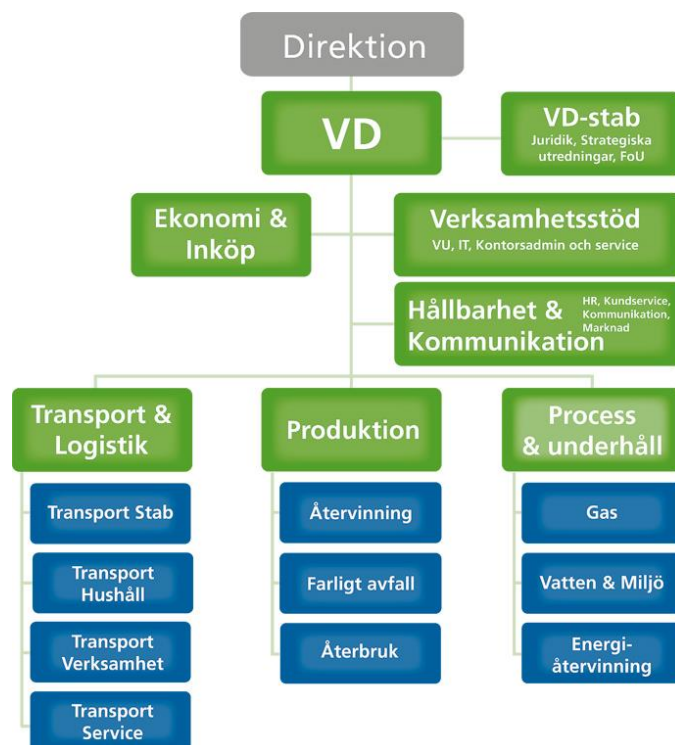 Direktion
VD
VD-stab
Juridik, Strategiska
utredningar, FoU
Ekonomi &
Inköp
Verksamhetsstöd
VU, IT, Kontorsadmin och service
Hållbarhet &
Kommunikation
HR, Kundservice,
Kommunikation,
Marknad
Transport &
Logistik
Transport Stab
Transport
Hushåll
Transport
Verksamhet
Transport
Service
Produktion
Återvinning
Farligt avfall
Återbruk
Process
& underhåll
Gas
Vatten & Miljö
Energi-
återvinning